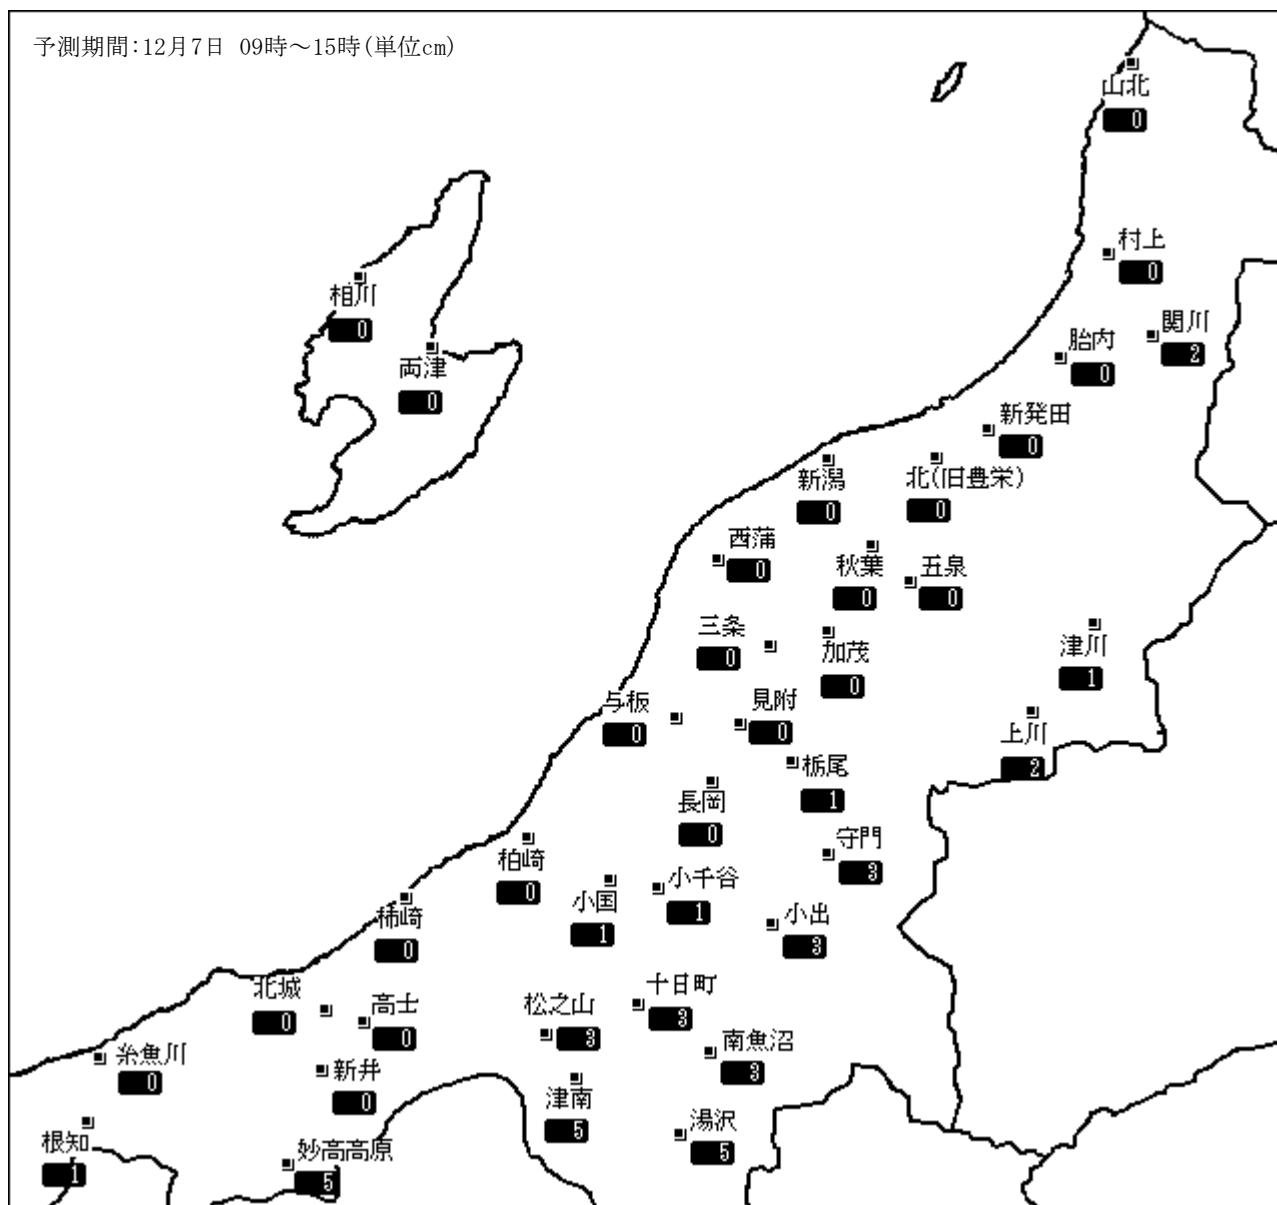 予測期間:12月7日 09時～15時(単位cm)
山北
0
村上
0
相川
0
関川
2
胎内
0
両津
0
新発田
0
新潟
0
北(旧豊栄)
0
西蒲
0
秋葉
0
五泉
0
三条
0
加茂
0
津川
1
与板
0
見附
0
上川
2
栃尾
1
長岡
0
守門
3
柏崎
0
小千谷
1
小国
1
柿崎
0
小出
3
北城
0
高士
0
松之山
3
十日町
3
南魚沼
3
糸魚川
0
新井
0
津南
5
湯沢
5
根知
1
妙高高原
5